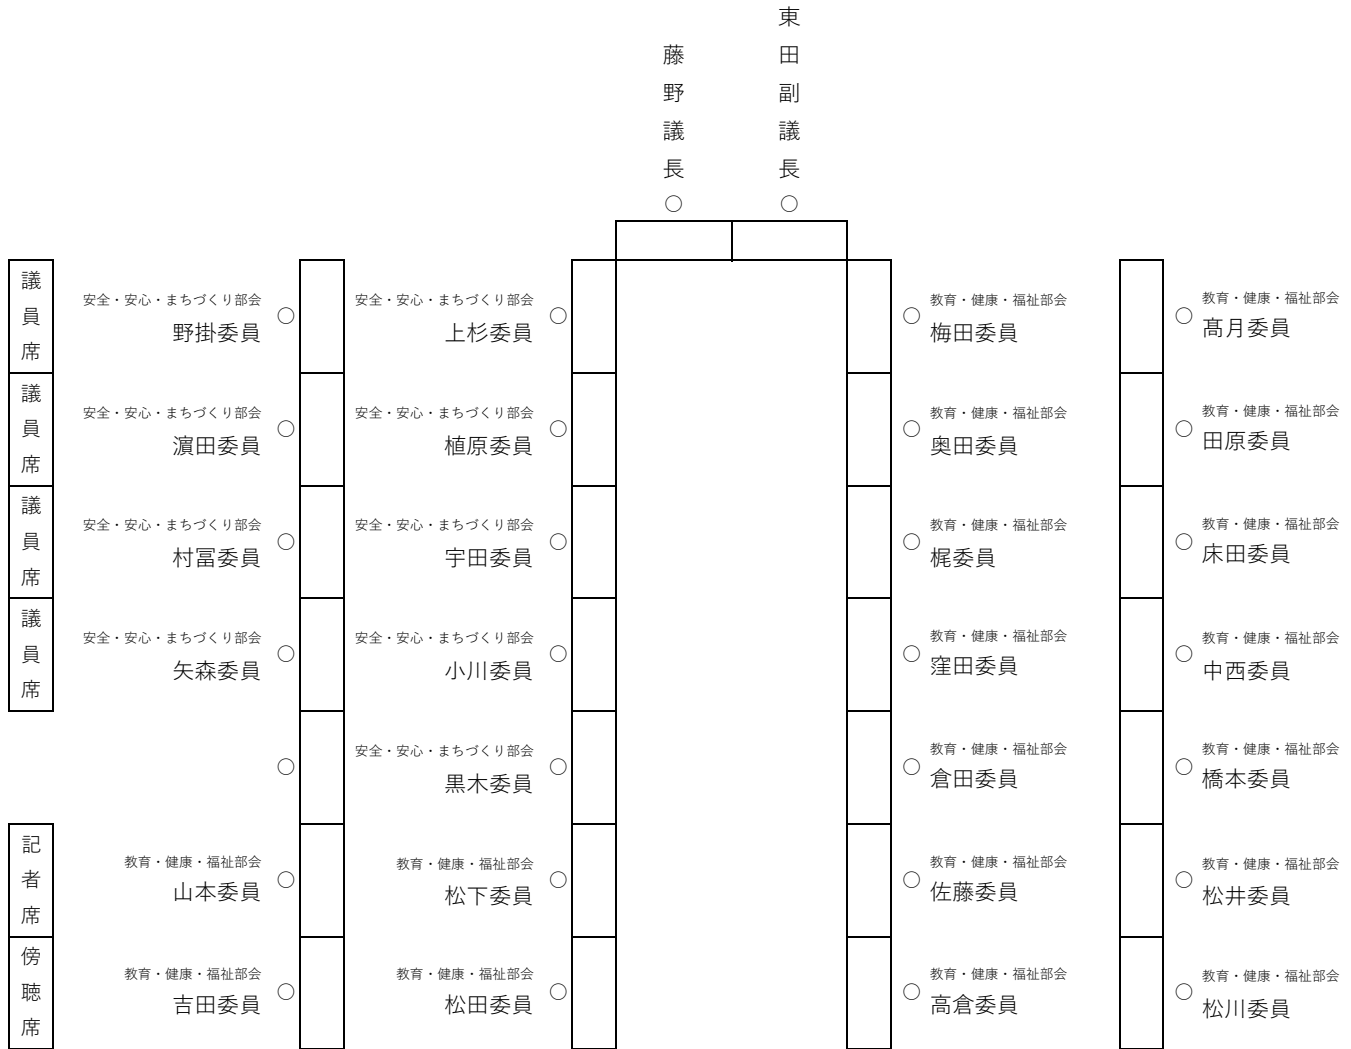 藤野議長○
東田副議長○
議員席
議員席
議員席
議員席
記者席
傍聴席
安全・安心・まちづくり部会
野掛委員
○
安全・安心・まちづくり部会
濵田委員
○
安全・安心・まちづくり部会
村冨委員
○
安全・安心・まちづくり部会
矢森委員
○
○
教育・健康・福祉部会
山本委員
○
教育・健康・福祉部会
吉田委員
○
安全・安心・まちづくり部会
上杉委員
○
安全・安心・まちづくり部会
植原委員
○
安全・安心・まちづくり部会
宇田委員
○
安全・安心・まちづくり部会
小川委員
○
安全・安心・まちづくり部会
黒木委員
○
教育・健康・福祉部会
松下委員
○
教育・健康・福祉部会
松田委員
○
教育・健康・福祉部会
○
梅田委員
教育・健康・福祉部会
○
奥田委員
教育・健康・福祉部会
○
梶委員
教育・健康・福祉部会
○
窪田委員
教育・健康・福祉部会
○
倉田委員
教育・健康・福祉部会
○
佐藤委員
教育・健康・福祉部会
○
高倉委員
教育・健康・福祉部会
○
髙月委員
教育・健康・福祉部会
○
田原委員
教育・健康・福祉部会
○
床田委員
教育・健康・福祉部会
○
中西委員
教育・健康・福祉部会
○
橋本委員
教育・健康・福祉部会
○
松井委員
教育・健康・福祉部会
○
松川委員